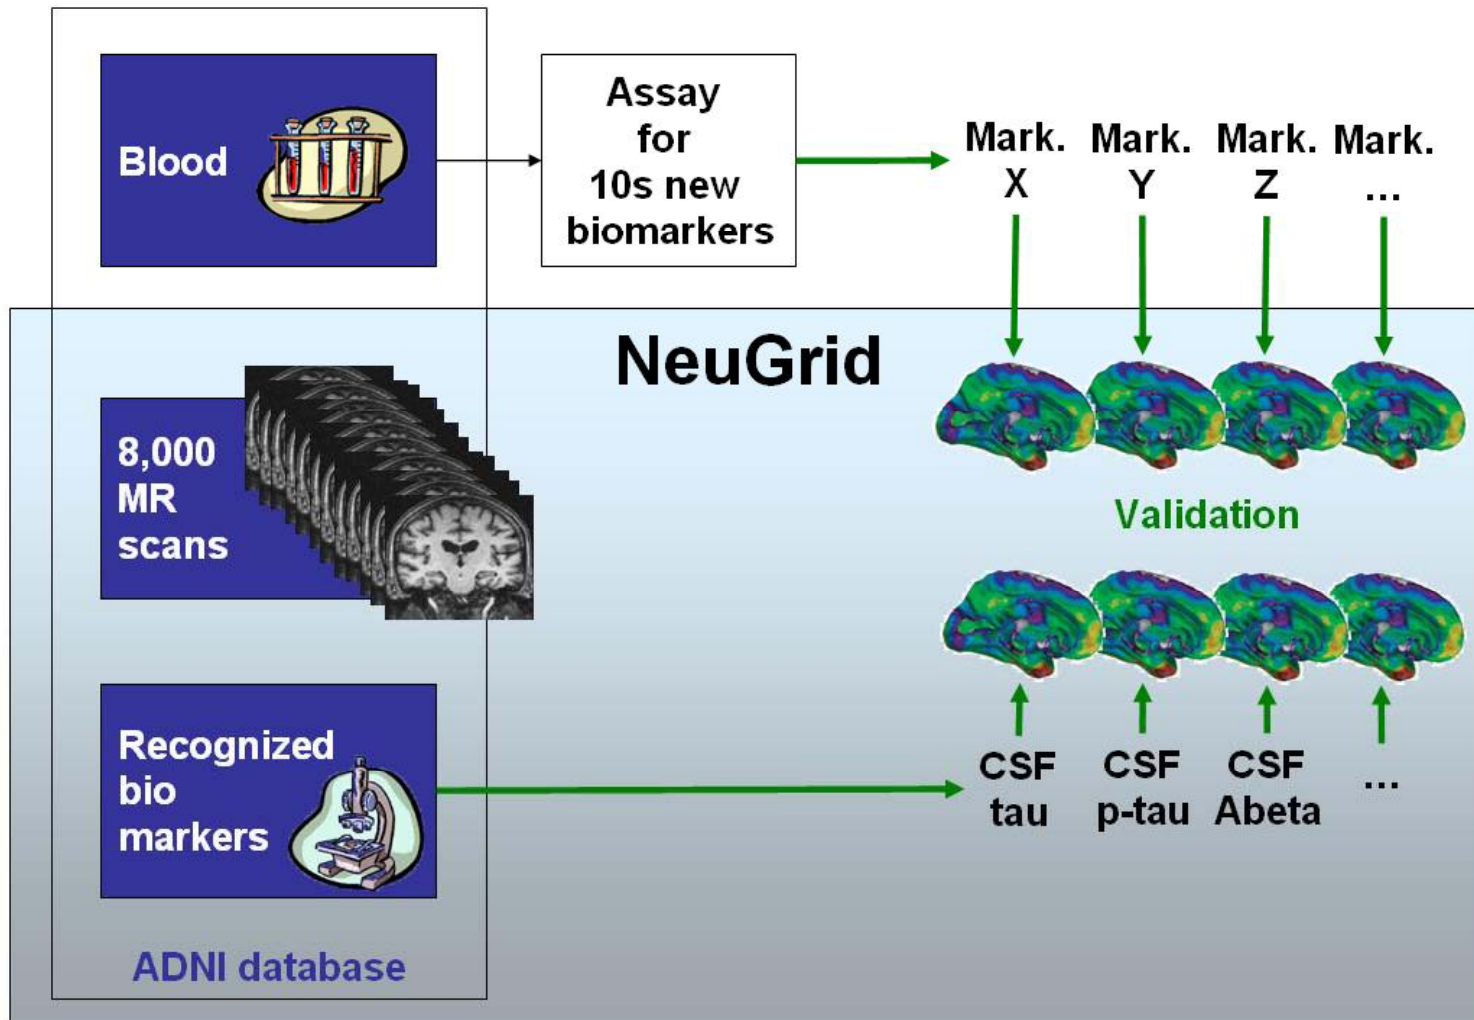 Blood
Assay
for
10s new
biomarkers
Mark.
X
Mark.
Y
Mark.
Z
Mark.
...
NeuGrid
8,000
MR
scans
Validation
Recognized
bio
markers
CSF
tau
CSF
p-tau
CSF
Abeta
...
ADNI database